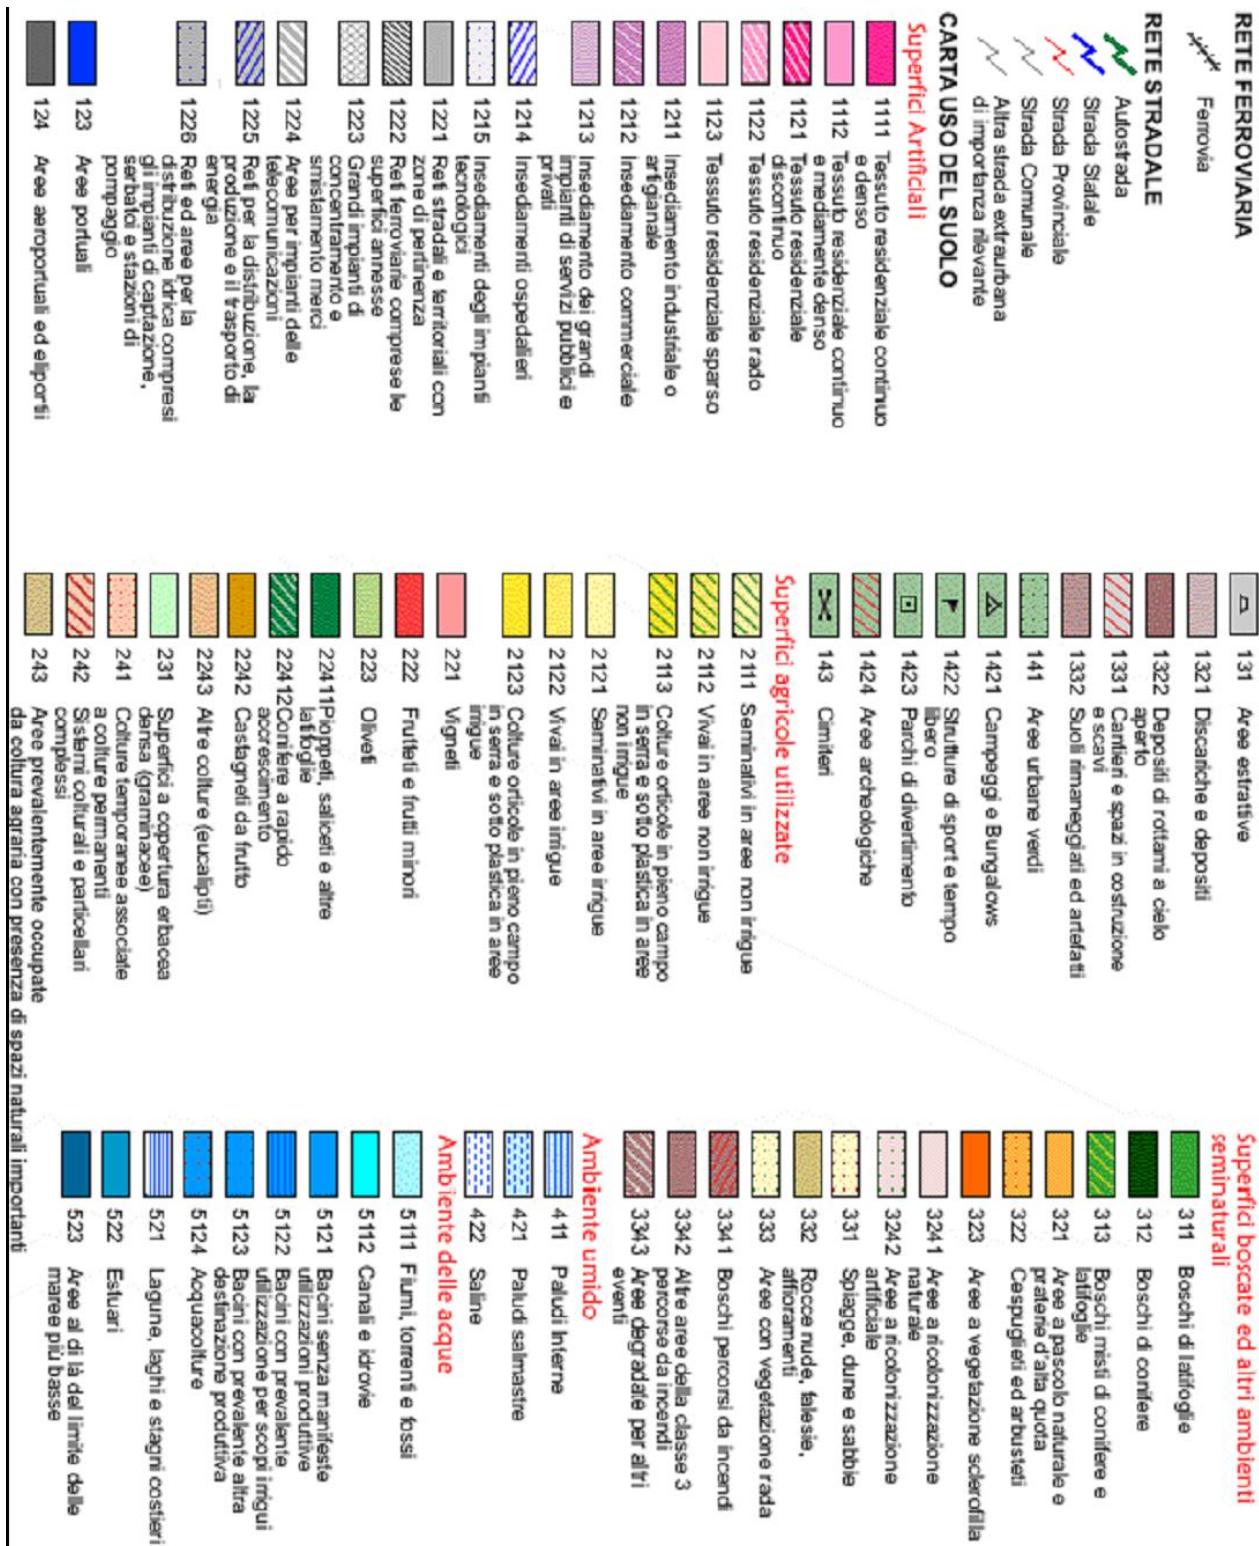 RETE FERROVIARIA
Ferrovia
RETE STRADALE
Autostrada
Strada Statale
Strada Provinciale
Strada Comunale
Altra strada extraurbana
di importanza rilevante
CARTA USO DEL SUOLO
Superfici Artificiali
1111 Tessuto residenziale continuo
e denso
1112 Tessuto residenziale continuo
e mediamente denso
1121 Tessuto residenziale
discontinuo
1122 Tessuto residenziale rado
1123 Tessuto residenziale sparso
1211 Insediamento industriale o
artigianale
1212 Insediamento commerciale
1213 Insediamento dei grandi
impianti di servizi pubblici e
privati
1214 Insediamenti ospedalieri
1215 Insediamenti degli impianti
tecnologici
1221 Reti stradali e territoriali con
zone di pertinenza
1222 Reti ferroviarie comprese le
superfici annesse
1223 Grandi impianti di
concentramento e
smistamento merci
1224 Aree per impianti delle
telecomunicazioni
1225 Reti per la distribuzione, la
produzione e il trasporto di
energia
1226 Reti ed aree per la
distribuzione idrica compresi
gli impianti di captazione,
serbatoi e stazioni di
pompaggio
123 Aree portuali
124 Aree aeroportuali ed eliportii
131 Aree estrattive
1321 Discariche e depositi
1322 Depositi di rottami a cielo
aperto
1331 Cantieri e spazi in costruzione
e scavi
1332 Suoli rimaneggiati ed artefatti
1411 Aree urbane verdi
1421 Campeggi e Bungalows
1422 Strutture di sport e tempo
libero
1423 Parchi di divertimento
1424 Aree archeologiche
143 Cimiteri
Superfici agricole utilizzate
2111 Seminativi in aree non irrigue
2112 Vivai in aree non irrigue
2113 Colture orticole in pieno campo
in serra e sotto plastica in aree
non irrigue
2121 Seminativi in aree irrigue
2122 Vivai in aree irrigue
2123 Colture orticole in pieno campo
in serra e sotto plastica in aree
irrigue
221 Vigneti
222 Frutteti e frutti minori
223 Oliveti
22411Pioppeti, saliceti e altre
latifoglie
22412Conifere a rapido
accrescimento
2242 Castagneti da frutto
2243 Altre colture (eucalipti)
231 Superfici a copertura erbacea
densa (graminacee)
241 Colture temporanee associate
a colture permanenti
242 Sistemi colturali e particellari
complessi
243 Aree prevalentemente occupate
da coltura agraria con presenza di spazi naturali importanti
Superfici boscate ed altri ambienti
seminaturali
311 Boschi di latifoglie
312 Boschi di conifere
313 Boschi misti di conifere e
latifoglie
321 Aree a pascolo naturale e
praterie d'alta quota
322 Cespuglieti ed arbusteti
323 Aree a vegetazione sclerofilla
3241 Aree a ricolonizzazione
naturale
3242 Aree a ricolonizzazione
artificiale
331 Spiagge, dune e sabbie
332 Rocce nude, falesie,
affioramenti
333 Aree con vegetazione rada
3341 Boschi percorsi da incendi
3342 Altre aree della classe 3
percorse da incendi
3343 Aree degradate per altri
eventi
Ambiente umido
411 Paludi Interne
421 Paludi salmastre
422 Saline
Ambiente delle acque
5111 Fiumi, torrenti e fossi
5112 Canali e idrovie
5121 Bacini senza manifeste
utilizzazioni produttive
5122 Bacini con prevalente
utilizzazione per scopi irrigui
5123 Bacini con prevalente altra
destinazione produttiva
5124 Acquacolture
521 Lagune, laghi e stagni costieri
522 Estuari
523 Aree al di là del limite delle
maree più basse